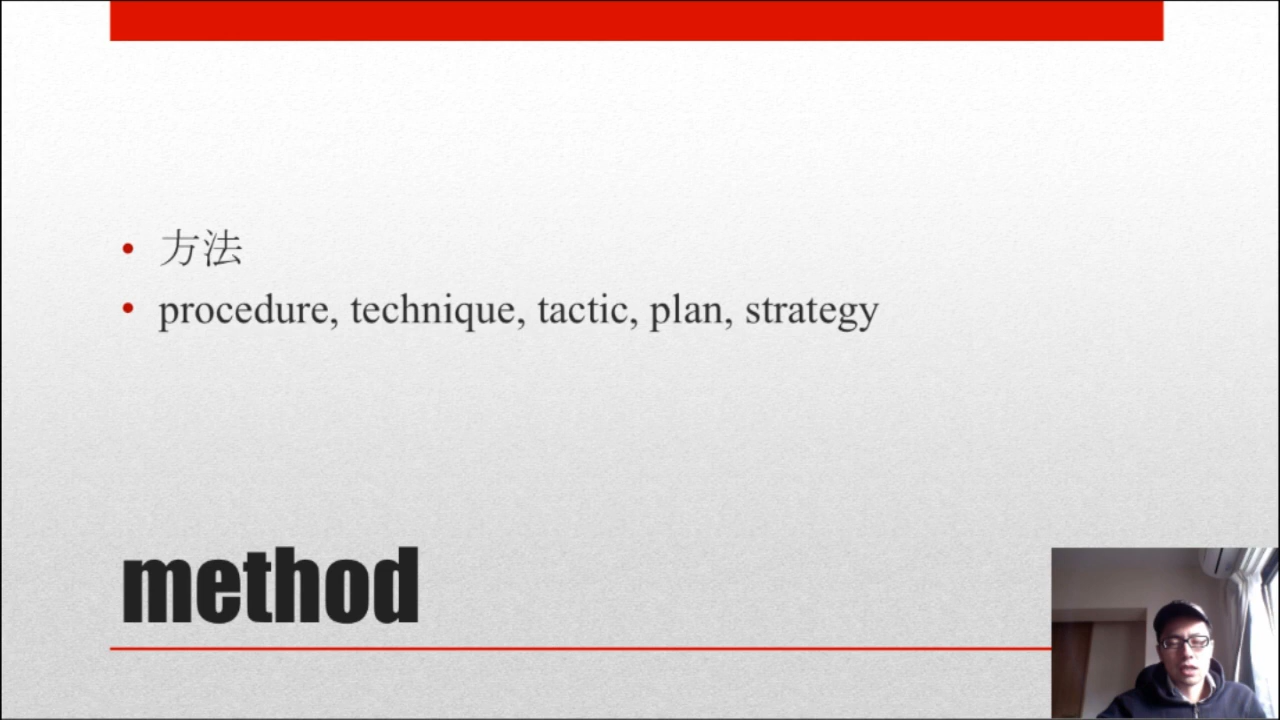 方法
procedure, technique, tactic, plan, strategy
method